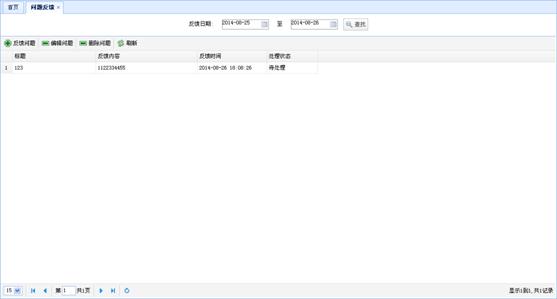 首页 问题反馈
反馈日期: 2014-08-25 至 2014-08-26 查找
反馈问题 编辑问题 删除问题 刷新
标题 反馈内容 反馈时间 处理状态
1 123 1122334455 2014-08-26 16:08:26 待处理
15 第 1 共1页 显示1到1,共1记录